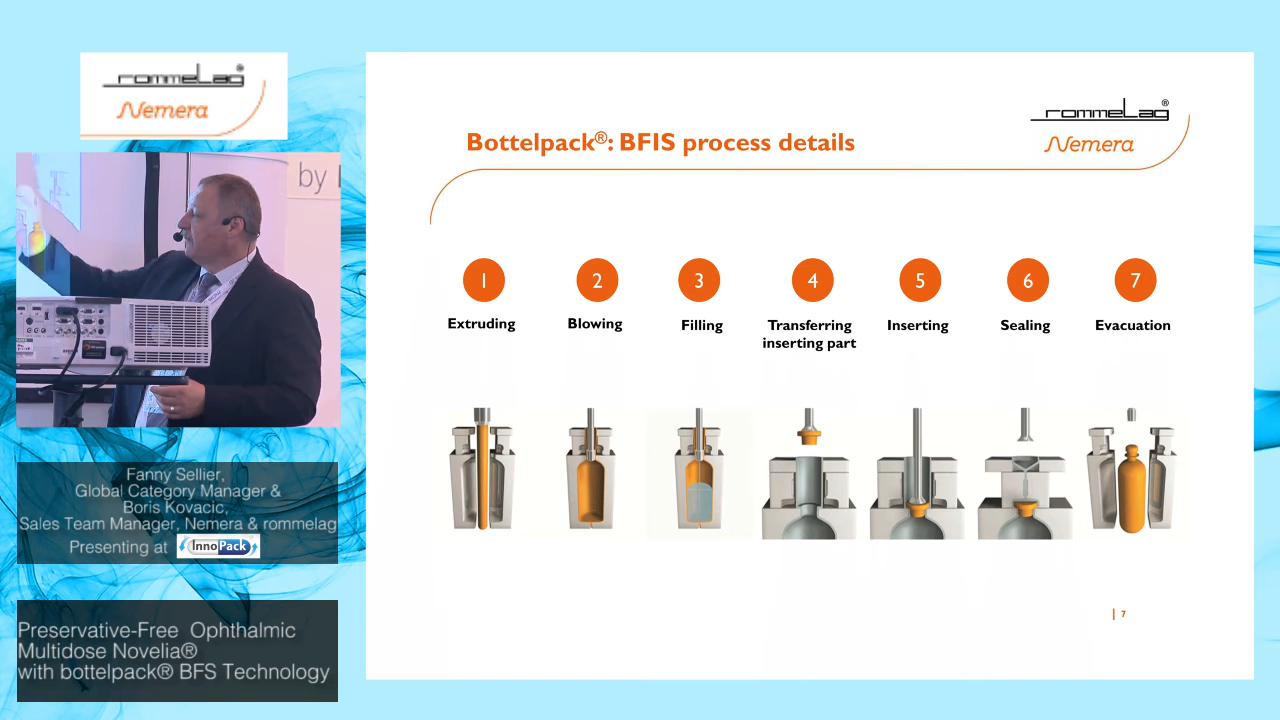 rommelag®
Nemera
by
Fanny Sellier,
Global Category Manager &
Boris Kovacic,
Sales Team Manager, Nemera & rommelag
Presenting at InnoPack
Preservative-Free Ophthalmic
Multidose Novelia®
with bottelpack® BFS Technology
rommelag®
Nemera
Bottelpack®: BFIS process details
1 2 3 4 5 6 7
Extruding Blowing Filling Transferring Inserting Sealing Evacuation
inserting part
| 7